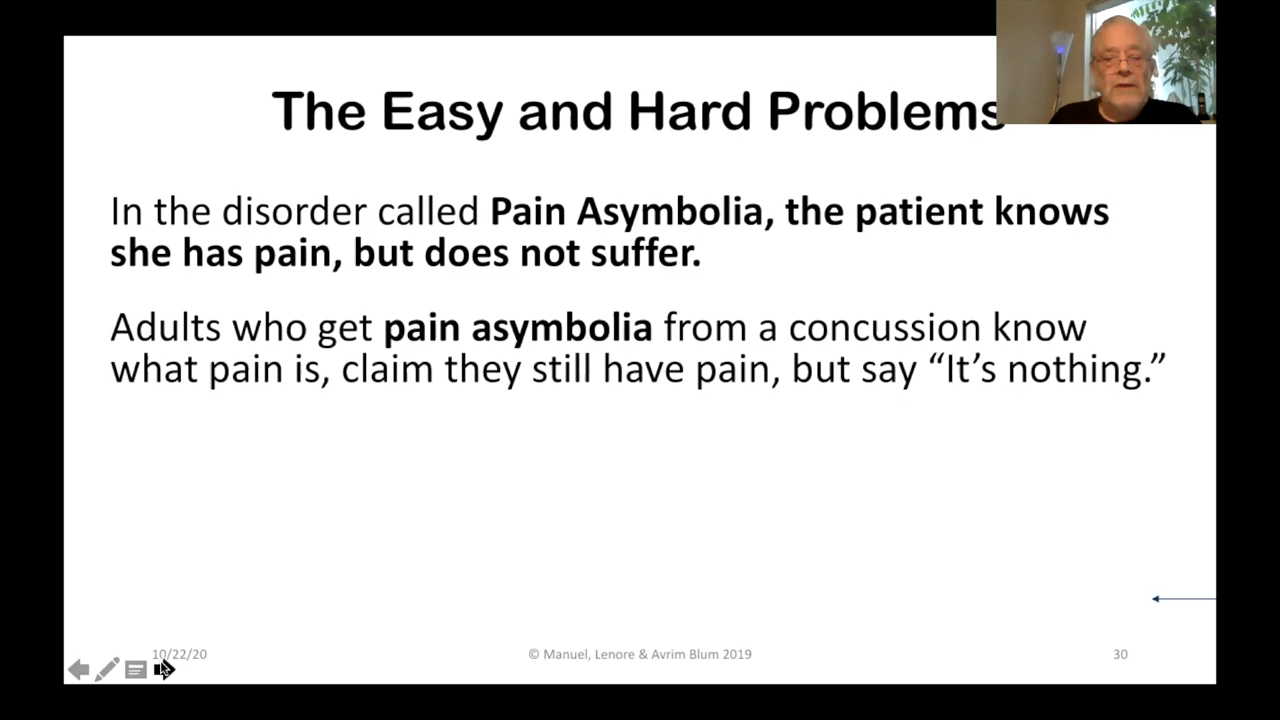 The Easy and Hard Problems
In the disorder called Pain Asymbolia, the patient knows
she has pain, but does not suffer.
Adults who get pain asymbolia from a concussion know
what pain is, claim they still have pain, but say “It’s nothing.”
10/22/20
© Manuel, Lenore & Avrim Blum 2019
30